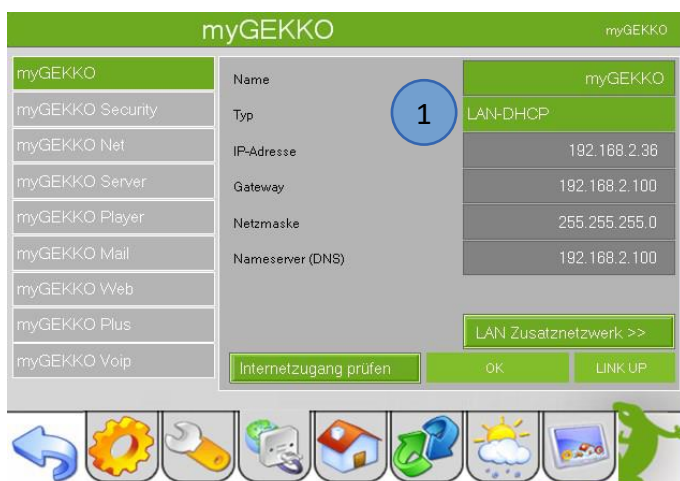 myGEKKO
myGEKKO
myGEKKO
myGEKKO Security
myGEKKO Net
myGEKKO Server
myGEKKO Player
myGEKKO Mail
myGEKKO Web
myGEKKO Plus
myGEKKO Voip
Name myGEKKO
Typ 1 LAN-DHCP
IP-Adresse 192.168.2.36
Gateway 192.168.2.100
Netzmaske 255.255.255.0
Nameserver (DNS) 192.168.2.100
LAN Zusatznetzwerk >>
Internetzugang prüfen OK LINK UP